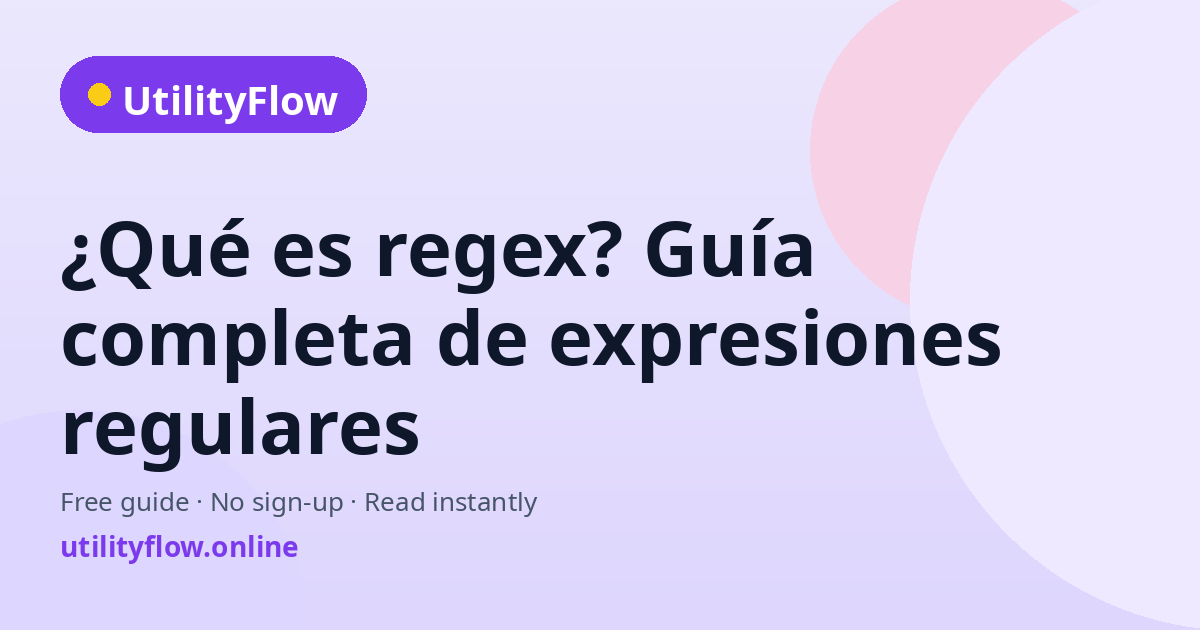 UtilityFlow
¿Qué es regex? Guía
completa de expresiones
regulares
Free guide · No sign-up · Read instantly
utilityflow.online